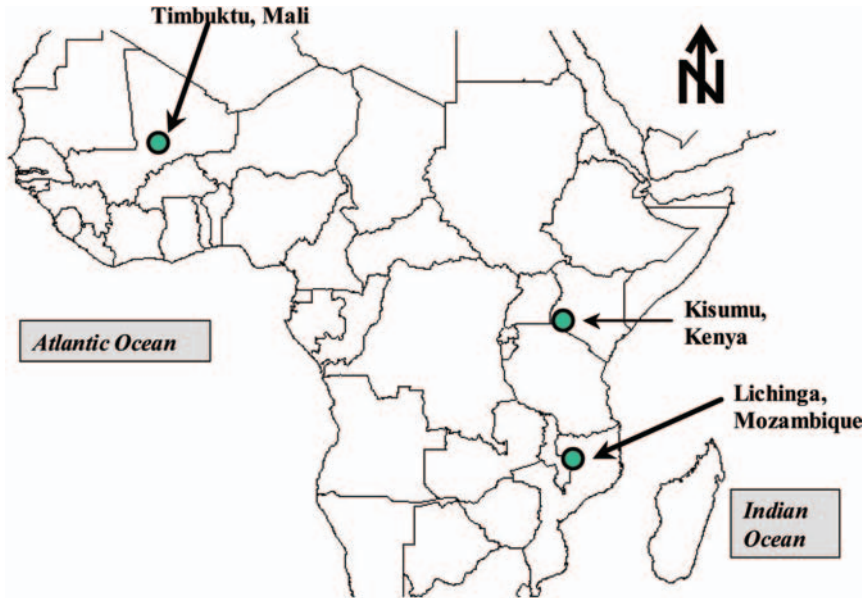 Timbuktu, Mali
N
Atlantic Ocean
Kisumu,
Kenya
Lichinga,
Mozambique
Indian
Ocean